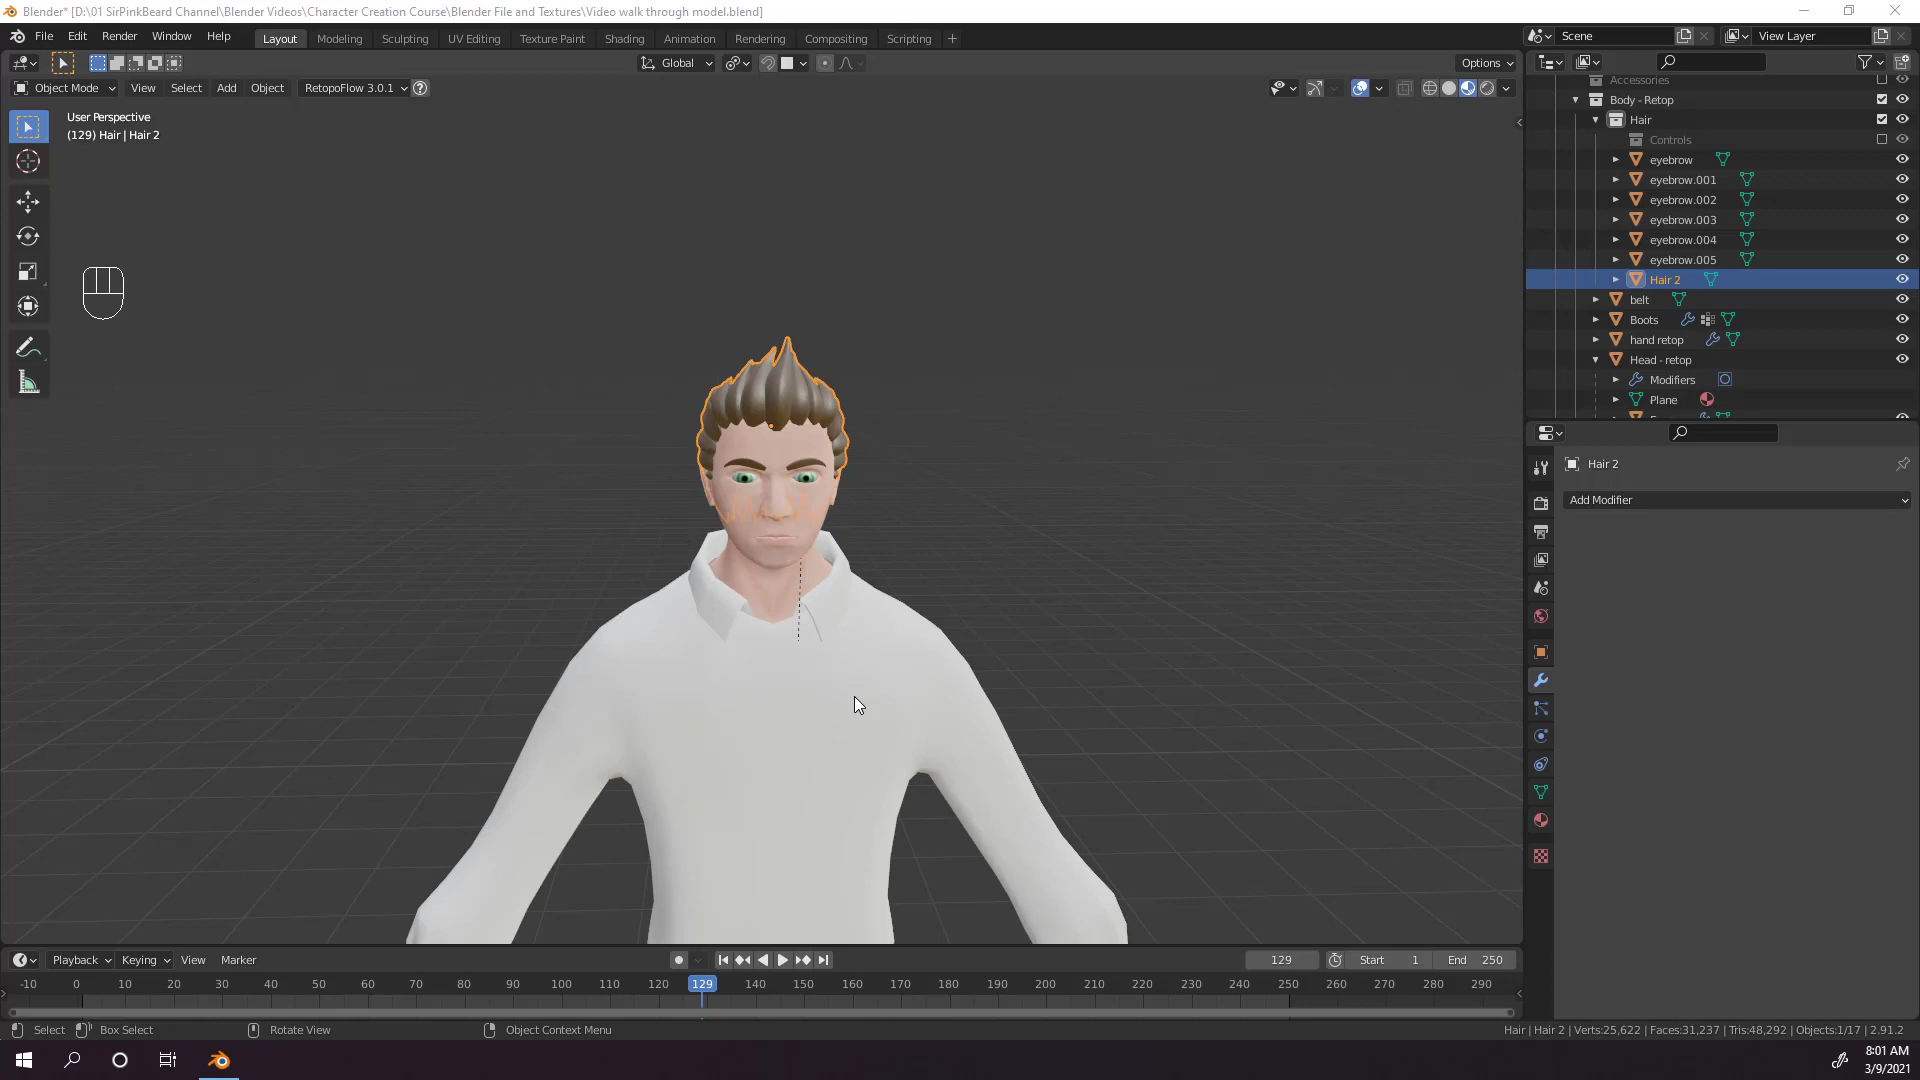 Blender* [D:\01 SirPinkBeard Channel\Blender Videos\Character Creation Course\Blender File and Textures\Video walk through model.blend]
File Edit Render Window Help Layout Modeling Sculpting UV Editing Texture Paint Shading Animation Rendering Compositing Scripting + Scene View Layer
Global Options
Object Mode View Select Add Object RetopoFlow 3.0.1 ?
User Perspective
(129) Hair | Hair 2
Accessories
Body - Retop
Hair
Controls
eyebrow
eyebrow.001
eyebrow.002
eyebrow.003
eyebrow.004
eyebrow.005
Hair 2
belt
Boots
hand retop
Head - retop
Modifiers
Plane
Hair 2
Add Modifier
Playback Keying View Marker 129 Start 1 End 250
-10 0 10 20 30 40 50 60 70 80 90 100 110 120 129 140 150 160 170 180 190 200 210 220 230 240 250 260 270 280 290
Select Box Select Rotate View Object Context Menu Hair | Hair 2 | Verts:25,622 | Faces:31,237 | Tris:48,292 | Objects:1/17 | 2.91.2
8:01 AM
3/9/2021